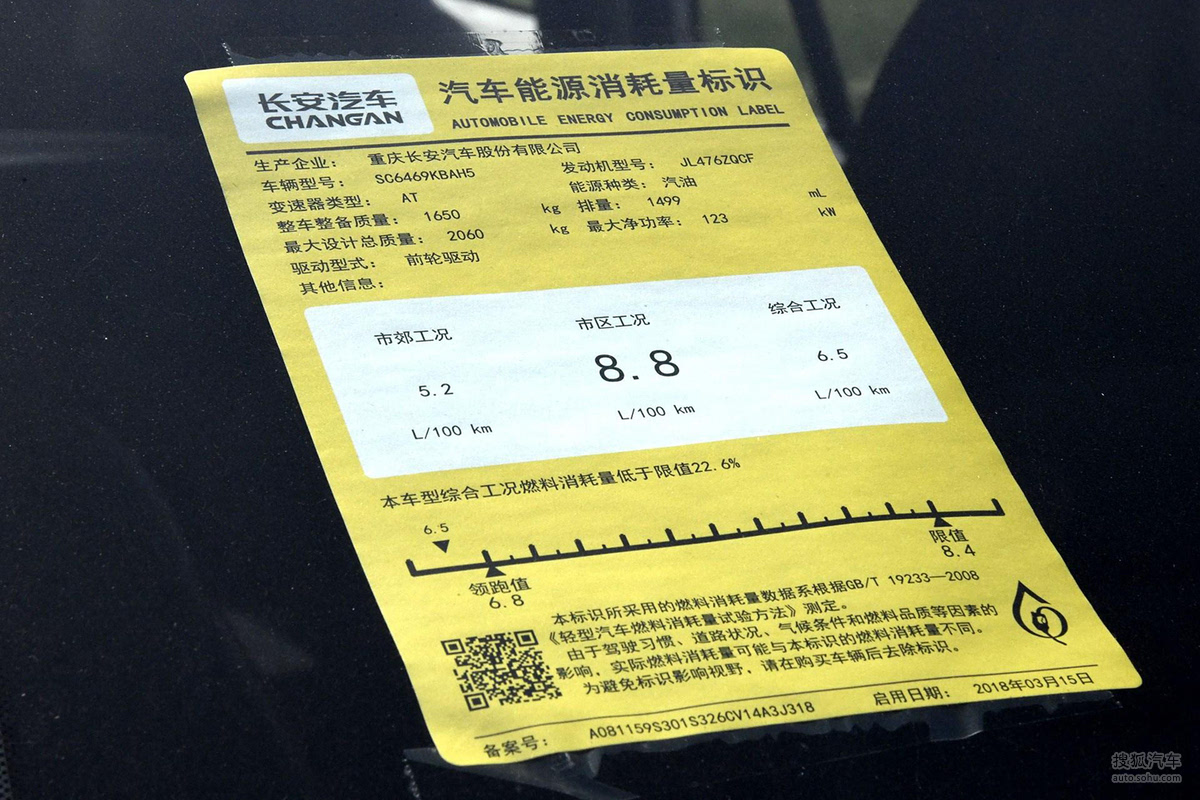 长安汽车
CHANGAN
汽车能源消耗量标识
AUTOMOBILE ENERGY CONSUMPTION LABEL
生产企业: 重庆长安汽车股份有限公司
车辆型号: SC6469KBAH5 发动机型号: JL476ZQCF
变速器类型: AT 能源种类: 汽油
整车整备质量: 1650 kg 排量: 1499 mL
最大设计总质量: 2060 kg 最大净功率: 123 kW
驱动型式: 前轮驱动
其他信息:
市郊工况 市区工况 综合工况
5.2 8.8 6.5
L/100 km L/100 km L/100 km
本车型综合工况燃料消耗量低于限值22.6%
6.5
领跑值 限值
6.8 8.4
本标识所采用的燃料消耗量数据系根据GB/T 19233—2008
《轻型汽车燃料消耗量试验方法》测定。
由于驾驶习惯、道路状况、气候条件和燃料品质等因素的
影响,实际燃料消耗量可能与本标识的燃料消耗量不同。
为避免标识影响视野,请在购买车辆后去除标识。
备案号: A081159S301S326CV14A3J318 启用日期: 2018年03月15日
搜狐汽车
auto.sohu.com